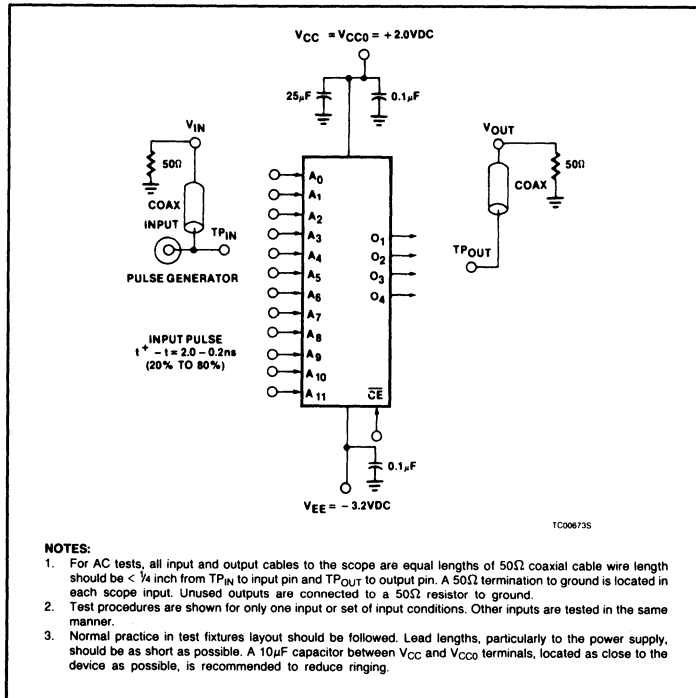 VCC = VCC0 = +2.0VDC
25μF
0.1μF
VIN
50Ω
COAX
INPUT
TPIN
PULSE GENERATOR
INPUT PULSE
t+ – t = 2.0 – 0.2ns
(20% TO 80%)
A0
A1
A2
A3
A4
A5
A6
A7
A8
A9
A10
A11
O1
O2
O3
O4
CE
VOUT
50Ω
COAX
TPOUT
0.1μF
VEE = – 3.2VDC
TC00673S
NOTES:
1. For AC tests, all input and output cables to the scope are equal lengths of 50Ω coaxial cable wire length
should be < ¼ inch from TPIN to input pin and TPOUT to output pin. A 50Ω termination to ground is located in
each scope input. Unused outputs are connected to a 50Ω resistor to ground.
2. Test procedures are shown for only one input or set of input conditions. Other inputs are tested in the same
manner.
3. Normal practice in test fixtures layout should be followed. Lead lengths, particularly to the power supply,
should be as short as possible. A 10μF capacitor between VCC and VCC0 terminals, located as close to the
device as possible, is recommended to reduce ringing.